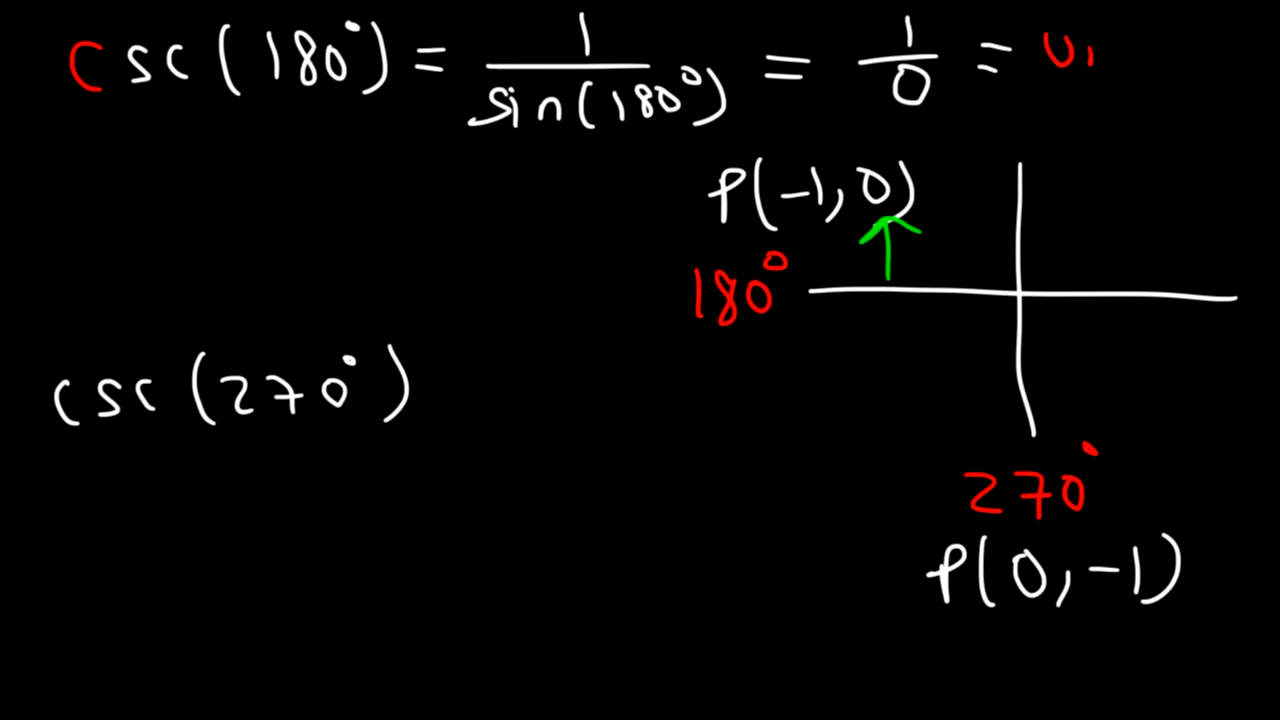 csc(180°) = 1/sin(180°) = 1/0 = u
P(-1,0)
180°
csc(270°)
270°
P(0,-1)